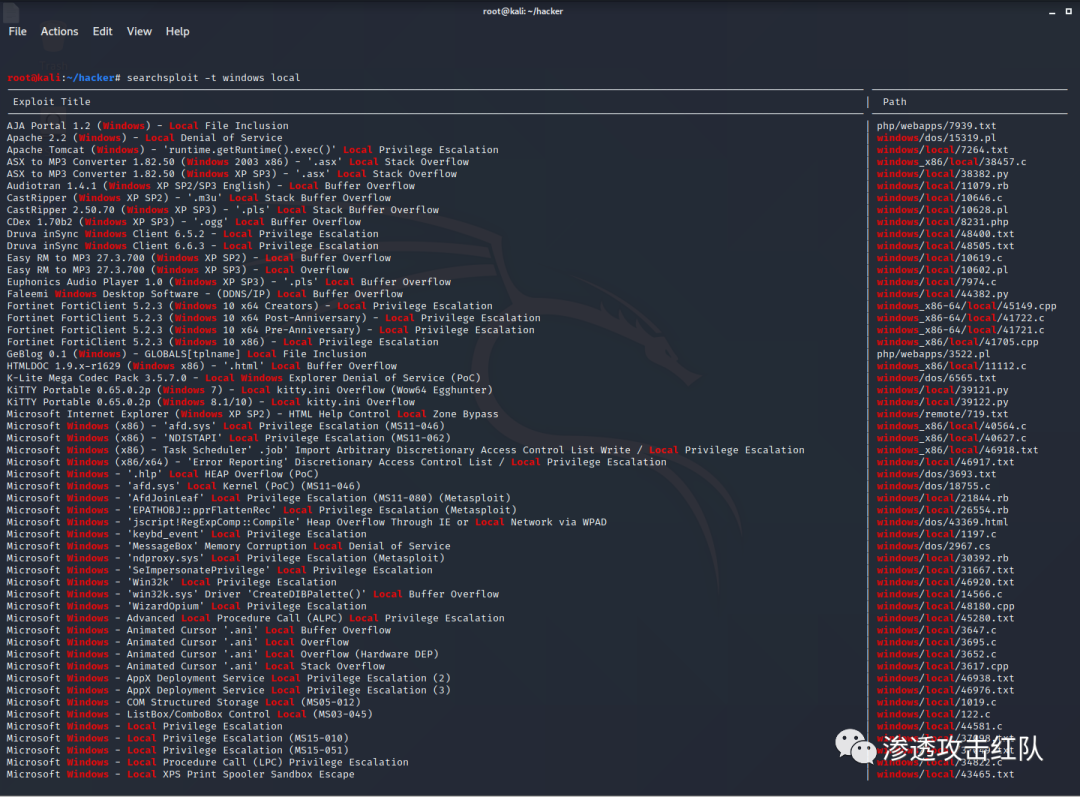 root@kali: ~/hacker
File Actions Edit View Help
root@kali:~/hacker# searchsploit -t windows local
Exploit Title | Path
AJA Portal 1.2 (Windows) - Local File Inclusion | php/webapps/7939.txt
Apache 2.2 (Windows) - Local Denial of Service | windows/dos/15319.pl
Apache Tomcat (Windows) - 'runtime.getRuntime().exec()' Local Privilege Escalation | windows/local/7264.txt
ASX to MP3 Converter 1.82.50 (Windows 2003 x86) - '.asx' Local Stack Overflow | windows_x86/local/38457.c
ASX to MP3 Converter 1.82.50 (Windows XP SP3) - '.asx' Local Stack Overflow | windows/local/38382.py
Audiotran 1.4.1 (Windows XP SP2/SP3 English) - Local Buffer Overflow | windows/local/11079.rb
CastRipper (Windows XP SP2) - '.m3u' Local Stack Buffer Overflow | windows/local/10646.c
CastRipper 2.50.70 (Windows XP SP3) - '.pls' Local Stack Buffer Overflow | windows/local/10628.pl
CDex 1.70b2 (Windows XP SP3) - '.ogg' Local Buffer Overflow | windows/local/8231.php
Druva inSync Windows Client 6.5.2 - Local Privilege Escalation | windows/local/48400.txt
Druva inSync Windows Client 6.6.3 - Local Privilege Escalation | windows/local/48505.txt
Easy RM to MP3 27.3.700 (Windows XP SP2) - Local Buffer Overflow | windows/local/10619.c
Easy RM to MP3 27.3.700 (Windows XP SP3) - Local Overflow | windows/local/10602.pl
Euphonics Audio Player 1.0 (Windows XP SP3) - '.pls' Local Buffer Overflow | windows/local/7974.c
Faleemi Windows Desktop Software - (DDNS/IP) Local Buffer Overflow | windows/local/44382.py
Fortinet FortiClient 5.2.3 (Windows 10 x64 Creators) - Local Privilege Escalation | windows_x86-64/local/45149.cpp
Fortinet FortiClient 5.2.3 (Windows 10 x64 Post-Anniversary) - Local Privilege Escalation | windows_x86-64/local/41722.c
Fortinet FortiClient 5.2.3 (Windows 10 x64 Pre-Anniversary) - Local Privilege Escalation | windows_x86-64/local/41721.c
Fortinet FortiClient 5.2.3 (Windows 10 x86) - Local Privilege Escalation | windows_x86/local/41705.cpp
GeBlog 0.1 (Windows) - GLOBALS[tplname] Local File Inclusion | php/webapps/3522.pl
HTMLDOC 1.9.x-r1629 (Windows x86) - '.html' Local Buffer Overflow | windows_x86/local/11112.c
K-Lite Mega Codec Pack 3.5.7.0 - Local Windows Explorer Denial of Service (PoC) | windows/dos/6565.txt
KiTTY Portable 0.65.0.2p (Windows 7) - Local kitty.ini Overflow (Wow64 Egghunter) | windows/local/39121.py
KiTTY Portable 0.65.0.2p (Windows 8.1/10) - Local kitty.ini Overflow | windows/local/39122.py
Microsoft Internet Explorer (Windows XP SP2) - HTML Help Control Local Zone Bypass | windows/remote/719.txt
Microsoft Windows (x86) - 'afd.sys' Local Privilege Escalation (MS11-046) | windows_x86/local/40564.c
Microsoft Windows (x86) - 'NDISTAPI' Local Privilege Escalation (MS11-062) | windows_x86/local/40627.c
Microsoft Windows (x86) - Task Scheduler' .job' Import Arbitrary Discretionary Access Control List Write / Local Privilege Escalation | windows_x86/local/46918.txt
Microsoft Windows (x86/x64) - 'Error Reporting' Discretionary Access Control List / Local Privilege Escalation | windows/local/46917.txt
Microsoft Windows - '.hlp' Local HEAP Overflow (PoC) | windows/dos/3693.txt
Microsoft Windows - 'afd.sys' Local Kernel (PoC) (MS11-046) | windows/dos/18755.c
Microsoft Windows - 'AfdJoinLeaf' Local Privilege Escalation (MS11-080) (Metasploit) | windows/local/21844.rb
Microsoft Windows - 'EPATHOBJ::pprFlattenRec' Local Privilege Escalation (Metasploit) | windows/local/26554.rb
Microsoft Windows - 'jscript!RegExpComp::Compile' Heap Overflow Through IE or Local Network via WPAD | windows/dos/43369.html
Microsoft Windows - 'keybd_event' Local Privilege Escalation | windows/local/1197.c
Microsoft Windows - 'MessageBox' Memory Corruption Local Denial of Service | windows/dos/2967.cs
Microsoft Windows - 'ndproxy.sys' Local Privilege Escalation (Metasploit) | windows/local/30392.rb
Microsoft Windows - 'SeImpersonatePrivilege' Local Privilege Escalation | windows/local/31667.txt
Microsoft Windows - 'Win32k' Local Privilege Escalation | windows/local/46920.txt
Microsoft Windows - 'win32k.sys' Driver 'CreateDIBPalette()' Local Buffer Overflow | windows/local/14566.c
Microsoft Windows - 'WizardOpium' Local Privilege Escalation | windows/local/48180.cpp
Microsoft Windows - Advanced Local Procedure Call (ALPC) Local Privilege Escalation | windows/local/45280.txt
Microsoft Windows - Animated Cursor '.ani' Local Buffer Overflow | windows/local/3647.c
Microsoft Windows - Animated Cursor '.ani' Local Overflow | windows/local/3695.c
Microsoft Windows - Animated Cursor '.ani' Local Overflow (Hardware DEP) | windows/local/3652.c
Microsoft Windows - Animated Cursor '.ani' Local Stack Overflow | windows/local/3617.cpp
Microsoft Windows - AppX Deployment Service Local Privilege Escalation (2) | windows/local/46938.txt
Microsoft Windows - AppX Deployment Service Local Privilege Escalation (3) | windows/local/46976.txt
Microsoft Windows - COM Structured Storage Local (MS05-012) | windows/local/1019.c
Microsoft Windows - ListBox/ComboBox Control Local (MS03-045) | windows/local/122.c
Microsoft Windows - Local Privilege Escalation | windows/local/44581.c
Microsoft Windows - Local Privilege Escalation (MS15-010) | windows/local/37098.txt
Microsoft Windows - Local Privilege Escalation (MS15-051) | windows/local/
Microsoft Windows - Local Procedure Call (LPC) Privilege Escalation | windows/local/34822.c
Microsoft Windows - Local XPS Print Spooler Sandbox Escape | windows/local/43465.txt
渗透攻击红队